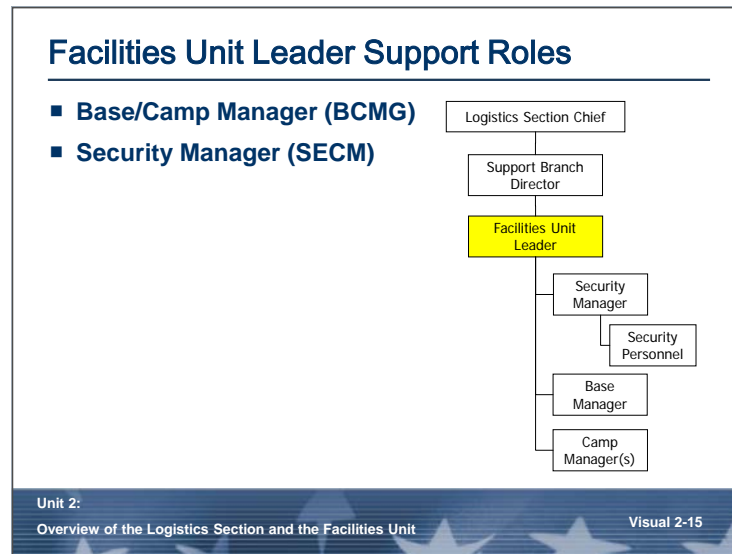 Facilities Unit Leader Support Roles
■ Base/Camp Manager (BCMG)
■ Security Manager (SECM)
Logistics Section Chief
Support Branch
Director
Facilities Unit
Leader
Security
Manager
Security
Personnel
Base
Manager
Camp
Manager(s)
Unit 2:
Overview of the Logistics Section and the Facilities Unit
Visual 2-15